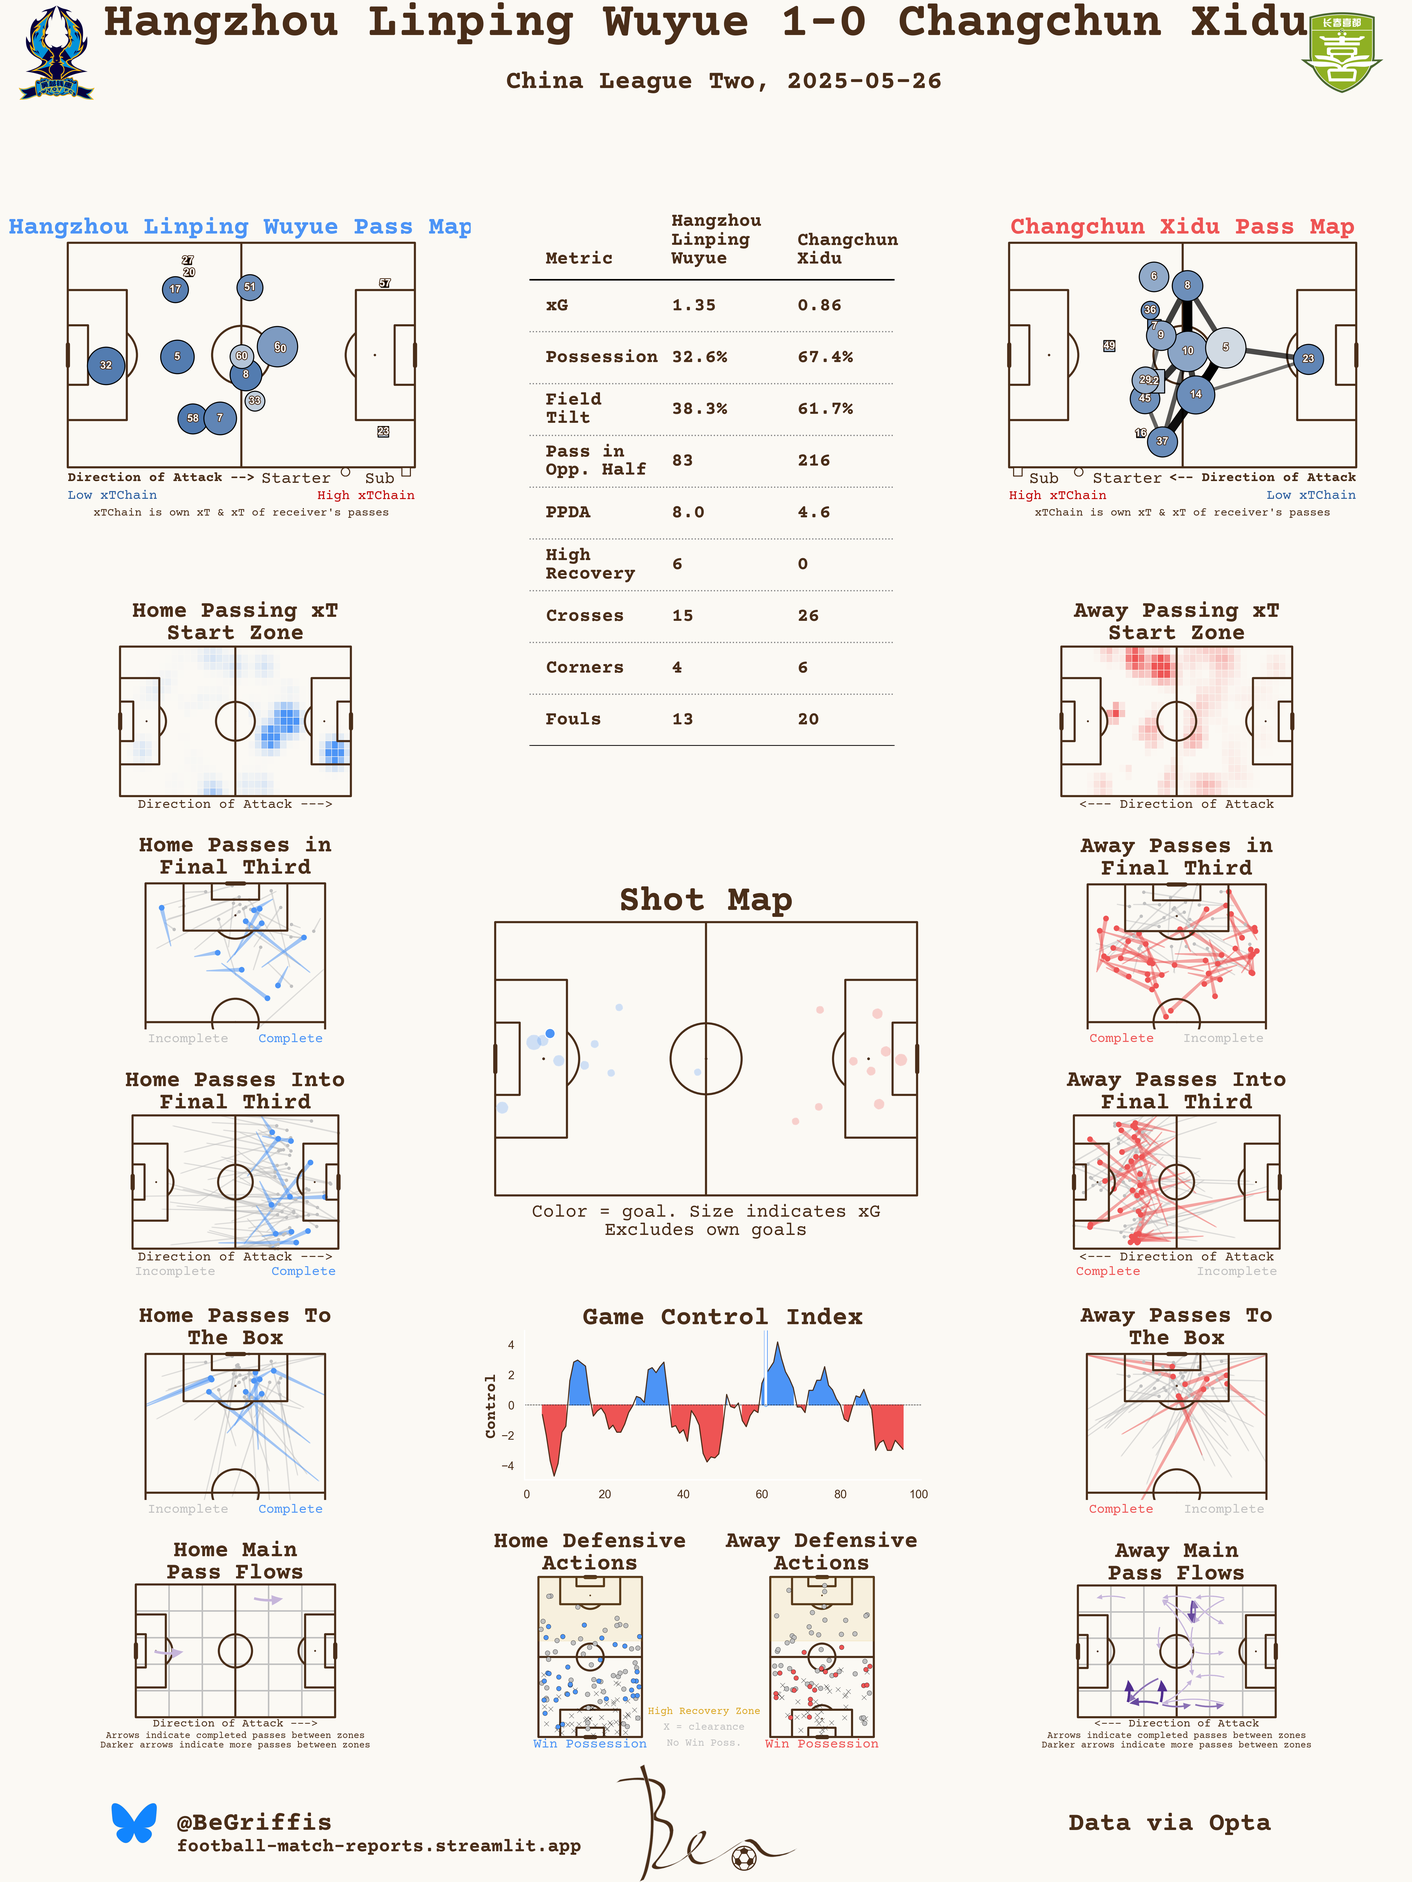 Hangzhou Linping Wuyue 1-0 Changchun Xidu
China League Two, 2025-05-26
长春喜都
喜
Hangzhou Linping Wuyue Pass Map
27
20
17
51
57
32
5
60
6
8
33
58
7
23
Direction of Attack --> Starter Sub
Low xTChain High xTChain
xTChain is own xT & xT of receiver's passes
Metric Hangzhou Linping Wuyue Changchun Xidu
xG 1.35 0.86
Possession 32.6% 67.4%
Field Tilt 38.3% 61.7%
Pass in Opp. Half 83 216
PPDA 8.0 4.6
High Recovery 6 0
Crosses 15 26
Corners 4 6
Fouls 13 20
Changchun Xidu Pass Map
6
8
36
7
9
49
10
5
23
29
45
14
16
37
Sub Starter <-- Direction of Attack
High xTChain Low xTChain
xTChain is own xT & xT of receiver's passes
Home Passing xT
Start Zone
Direction of Attack --->
Away Passing xT
Start Zone
<--- Direction of Attack
Home Passes in
Final Third
Incomplete Complete
Away Passes in
Final Third
Complete Incomplete
Shot Map
Color = goal. Size indicates xG
Excludes own goals
Home Passes Into
Final Third
Direction of Attack --->
Incomplete Complete
Away Passes Into
Final Third
<--- Direction of Attack
Complete Incomplete
Home Passes To
The Box
Incomplete Complete
Game Control Index
Control
4
2
0
−2
−4
0 20 40 60 80 100
Away Passes To
The Box
Complete Incomplete
Home Main
Pass Flows
Direction of Attack --->
Arrows indicate completed passes between zones
Darker arrows indicate more passes between zones
Home Defensive
Actions
Win Possession
Away Defensive
Actions
Win Possession
High Recovery Zone
X = clearance
No Win Poss.
Away Main
Pass Flows
<--- Direction of Attack
Arrows indicate completed passes between zones
Darker arrows indicate more passes between zones
@BeGriffis
football-match-reports.streamlit.app
Ben
Data via Opta